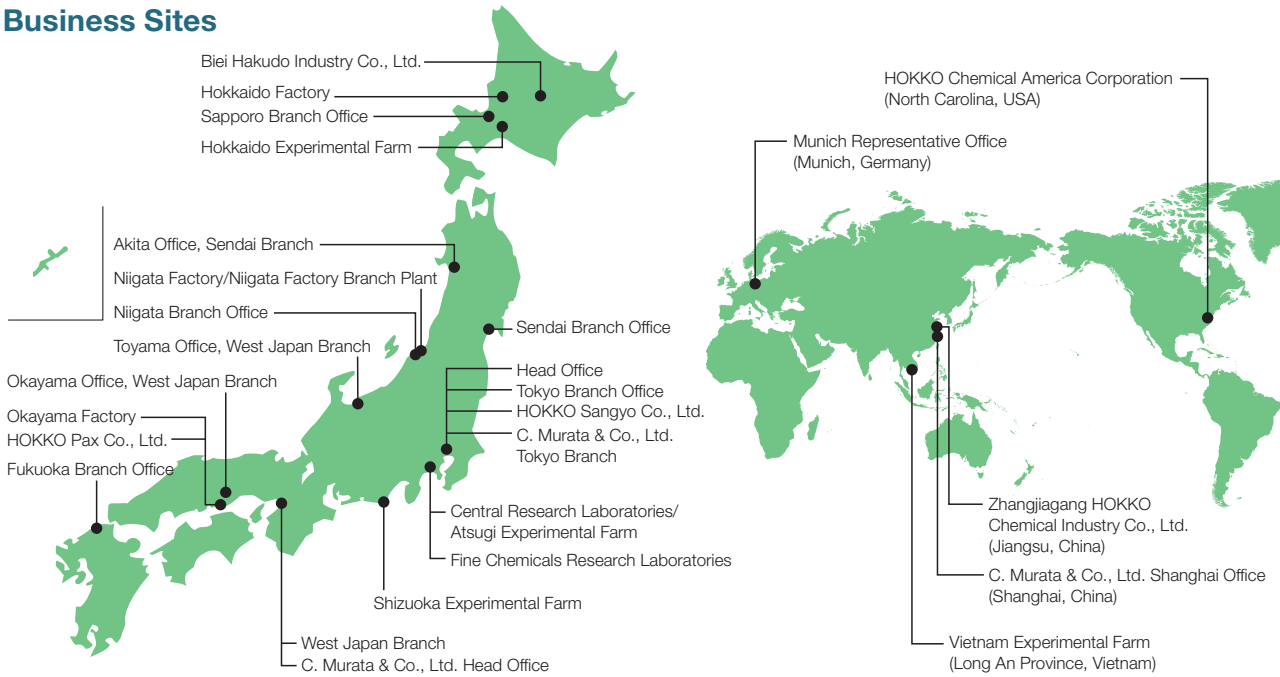 Business Sites
Biei Hakudo Industry Co., Ltd.
Hokkaido Factory
Sapporo Branch Office
Hokkaido Experimental Farm
Akita Office, Sendai Branch
Niigata Factory/Niigata Factory Branch Plant
Niigata Branch Office
Toyama Office, West Japan Branch
Okayama Office, West Japan Branch
Okayama Factory
HOKKO Pax Co., Ltd.
Fukuoka Branch Office
Sendai Branch Office
Head Office
Tokyo Branch Office
HOKKO Sangyo Co., Ltd.
C. Murata & Co., Ltd.
Tokyo Branch
Central Research Laboratories/
Atsugi Experimental Farm
Fine Chemicals Research Laboratories
Shizuoka Experimental Farm
West Japan Branch
C. Murata & Co., Ltd. Head Office
HOKKO Chemical America Corporation
(North Carolina, USA)
Munich Representative Office
(Munich, Germany)
Zhangjiagang HOKKO
Chemical Industry Co., Ltd.
(Jiangsu, China)
C. Murata & Co., Ltd. Shanghai Office
(Shanghai, China)
Vietnam Experimental Farm
(Long An Province, Vietnam)